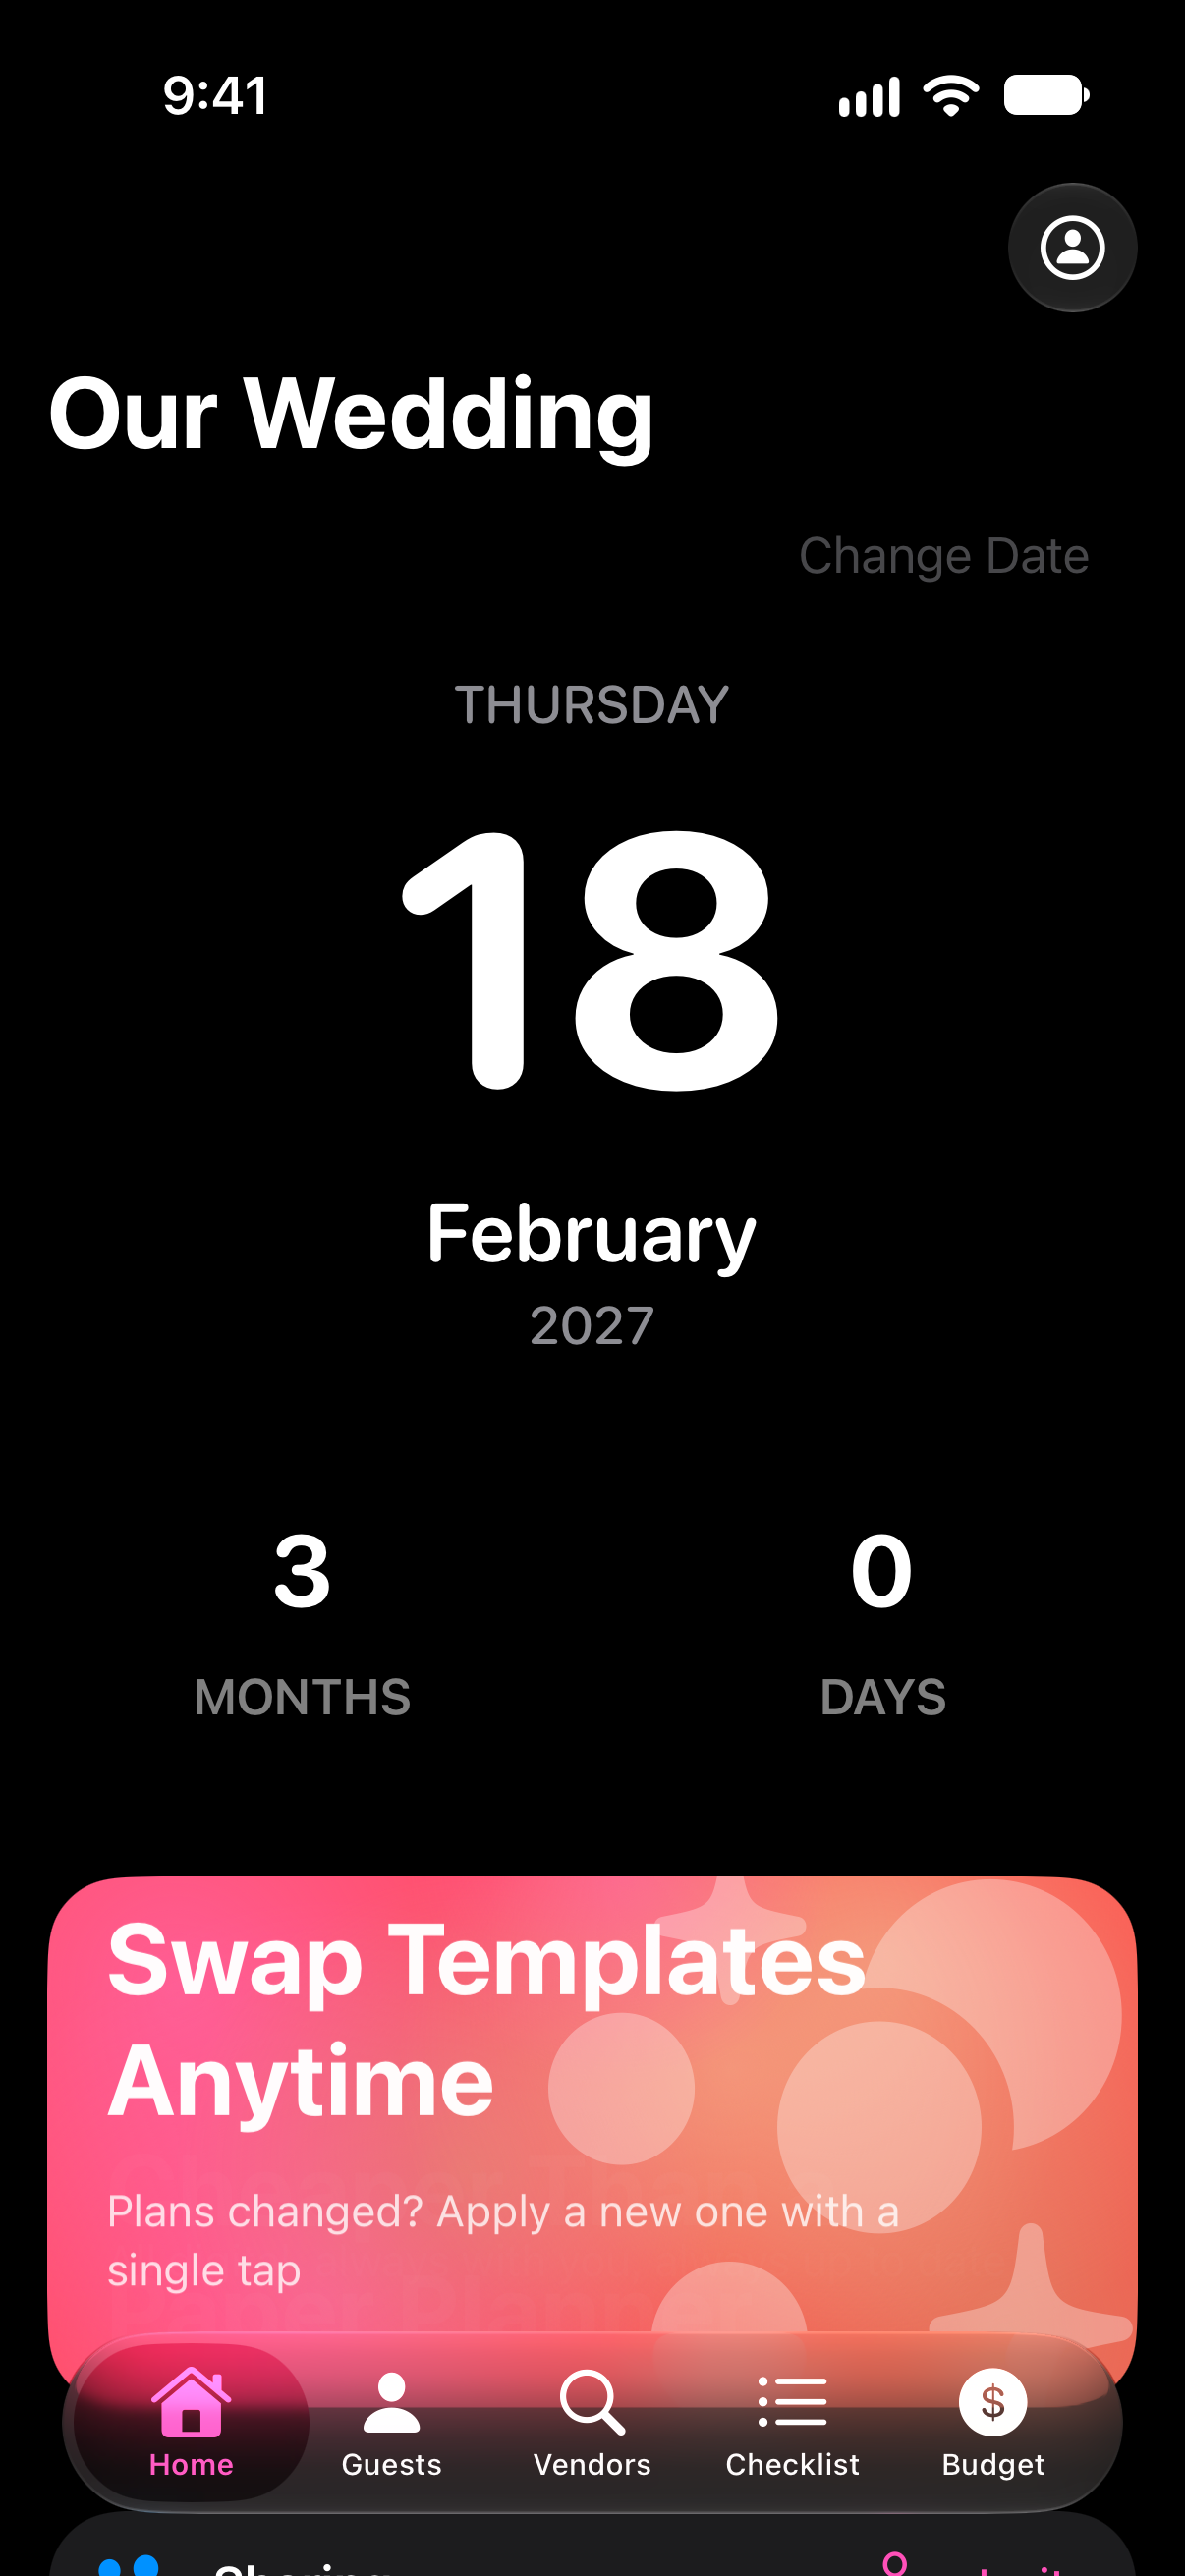 9:41
Our Wedding
Change Date
THURSDAY
18
February
2027
3
0
MONTHS
DAYS
Swap Templates
Anytime
Plans changed? Apply a new one with a
single tap
$
Home
Guests
Vendors
Checklist
Budget
Sharing